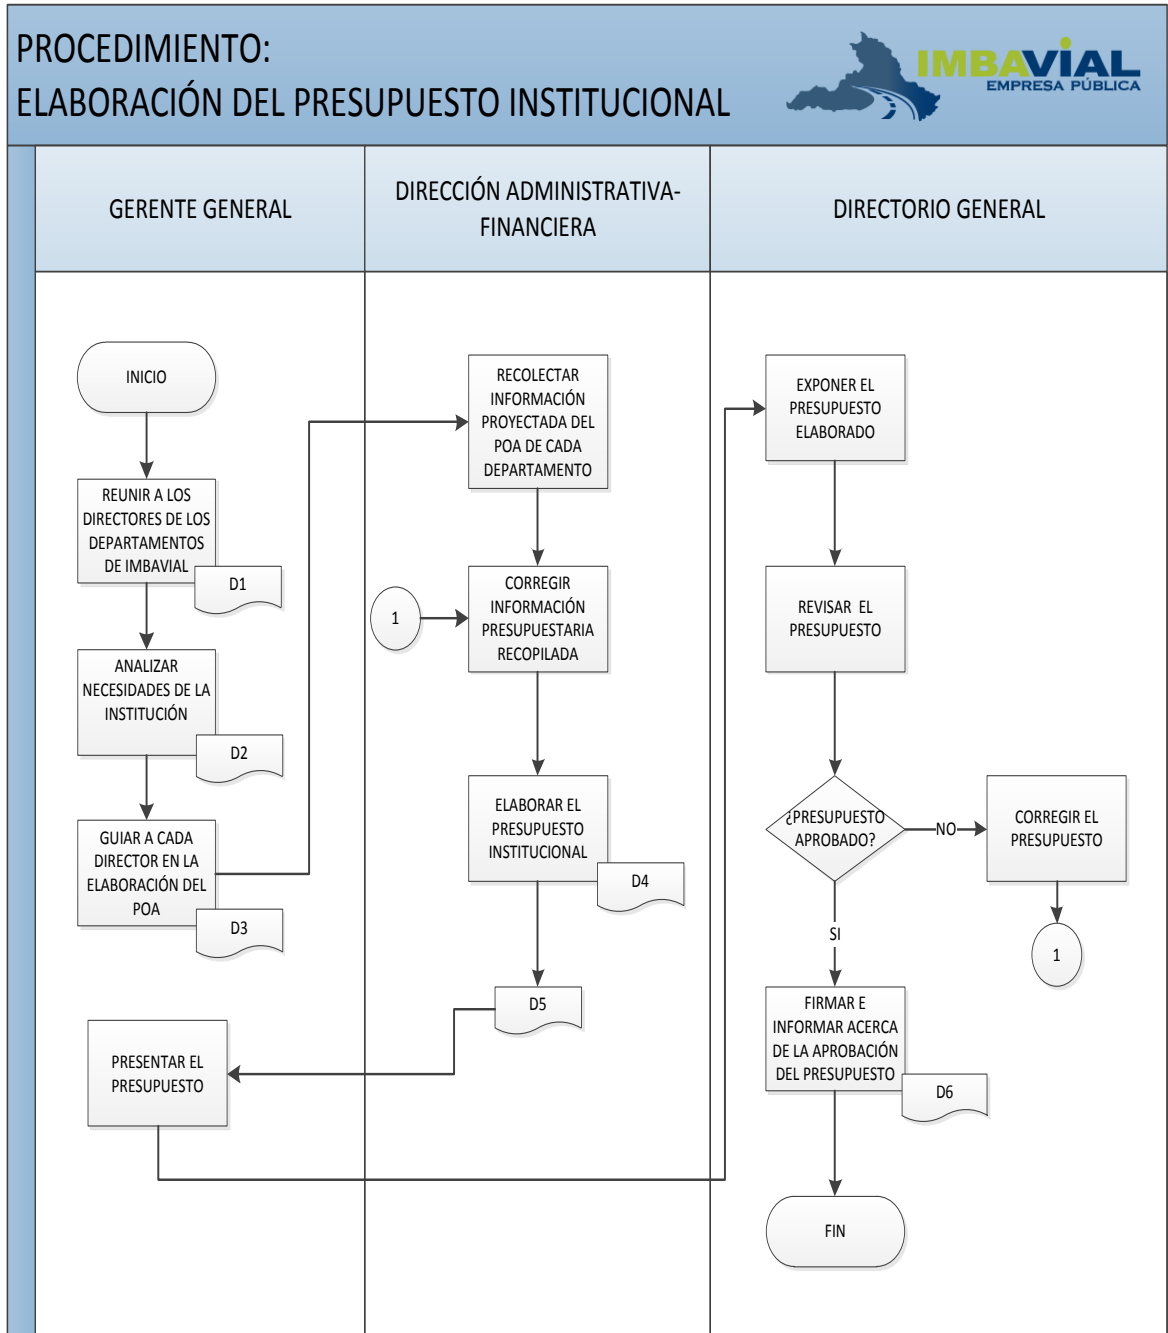 PROCEDIMIENTO:
ELABORACIÓN DEL PRESUPUESTO INSTITUCIONAL
IMBAVIAL
EMPRESA PÚBLICA
GERENTE GENERAL
DIRECCIÓN ADMINISTRATIVA-
FINANCIERA
DIRECTORIO GENERAL
INICIO
REUNIR A LOS
DIRECTORES DE LOS
DEPARTAMENTOS
DE IMBAVIAL
D1
ANALIZAR
NECESIDADES DE LA
INSTITUCIÓN
D2
GUIAR A CADA
DIRECTOR EN LA
ELABORACIÓN DEL
POA
D3
PRESENTAR EL
PRESUPUESTO
RECOLECTAR
INFORMACIÓN
PROYECTADA DEL
POA DE CADA
DEPARTAMENTO
1
CORREGIR
INFORMACIÓN
PRESUPUESTARIA
RECOPILADA
ELABORAR EL
PRESUPUESTO
INSTITUCIONAL
D4
D5
EXPONER EL
PRESUPUESTO
ELABORADO
REVISAR EL
PRESUPUESTO
¿PRESUPUESTO
APROBADO?
NO
CORREGIR EL
PRESUPUESTO
1
SI
FIRMAR E
INFORMAR ACERCA
DE LA APROBACIÓN
DEL PRESUPUESTO
D6
FIN